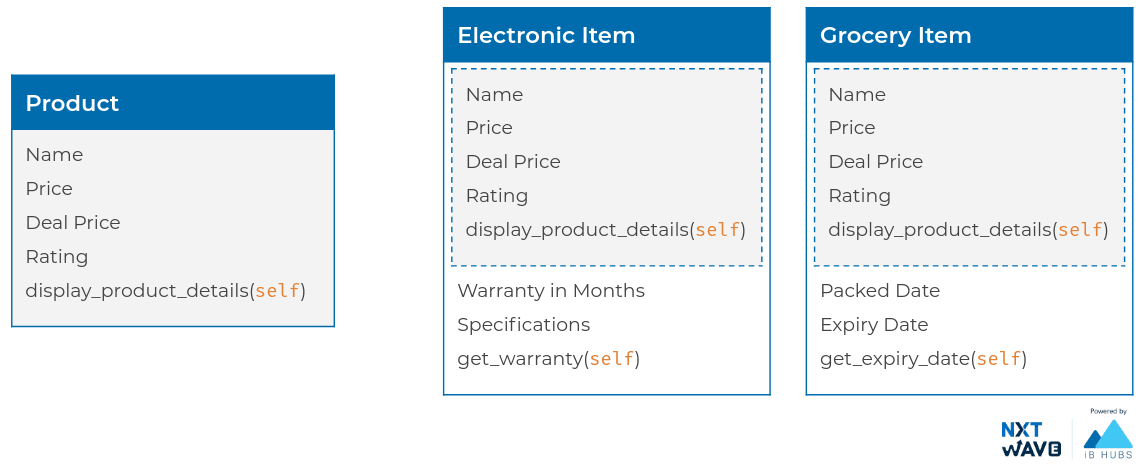 Product
Name
Price
Deal Price
Rating
display_product_details(self)
Electronic Item
Name
Price
Deal Price
Rating
display_product_details(self)
Warranty in Months
Specifications
get_warranty(self)
Grocery Item
Name
Price
Deal Price
Rating
display_product_details(self)
Packed Date
Expiry Date
get_expiry_date(self)
NXT
WAVE
Powered by
iB HUBS